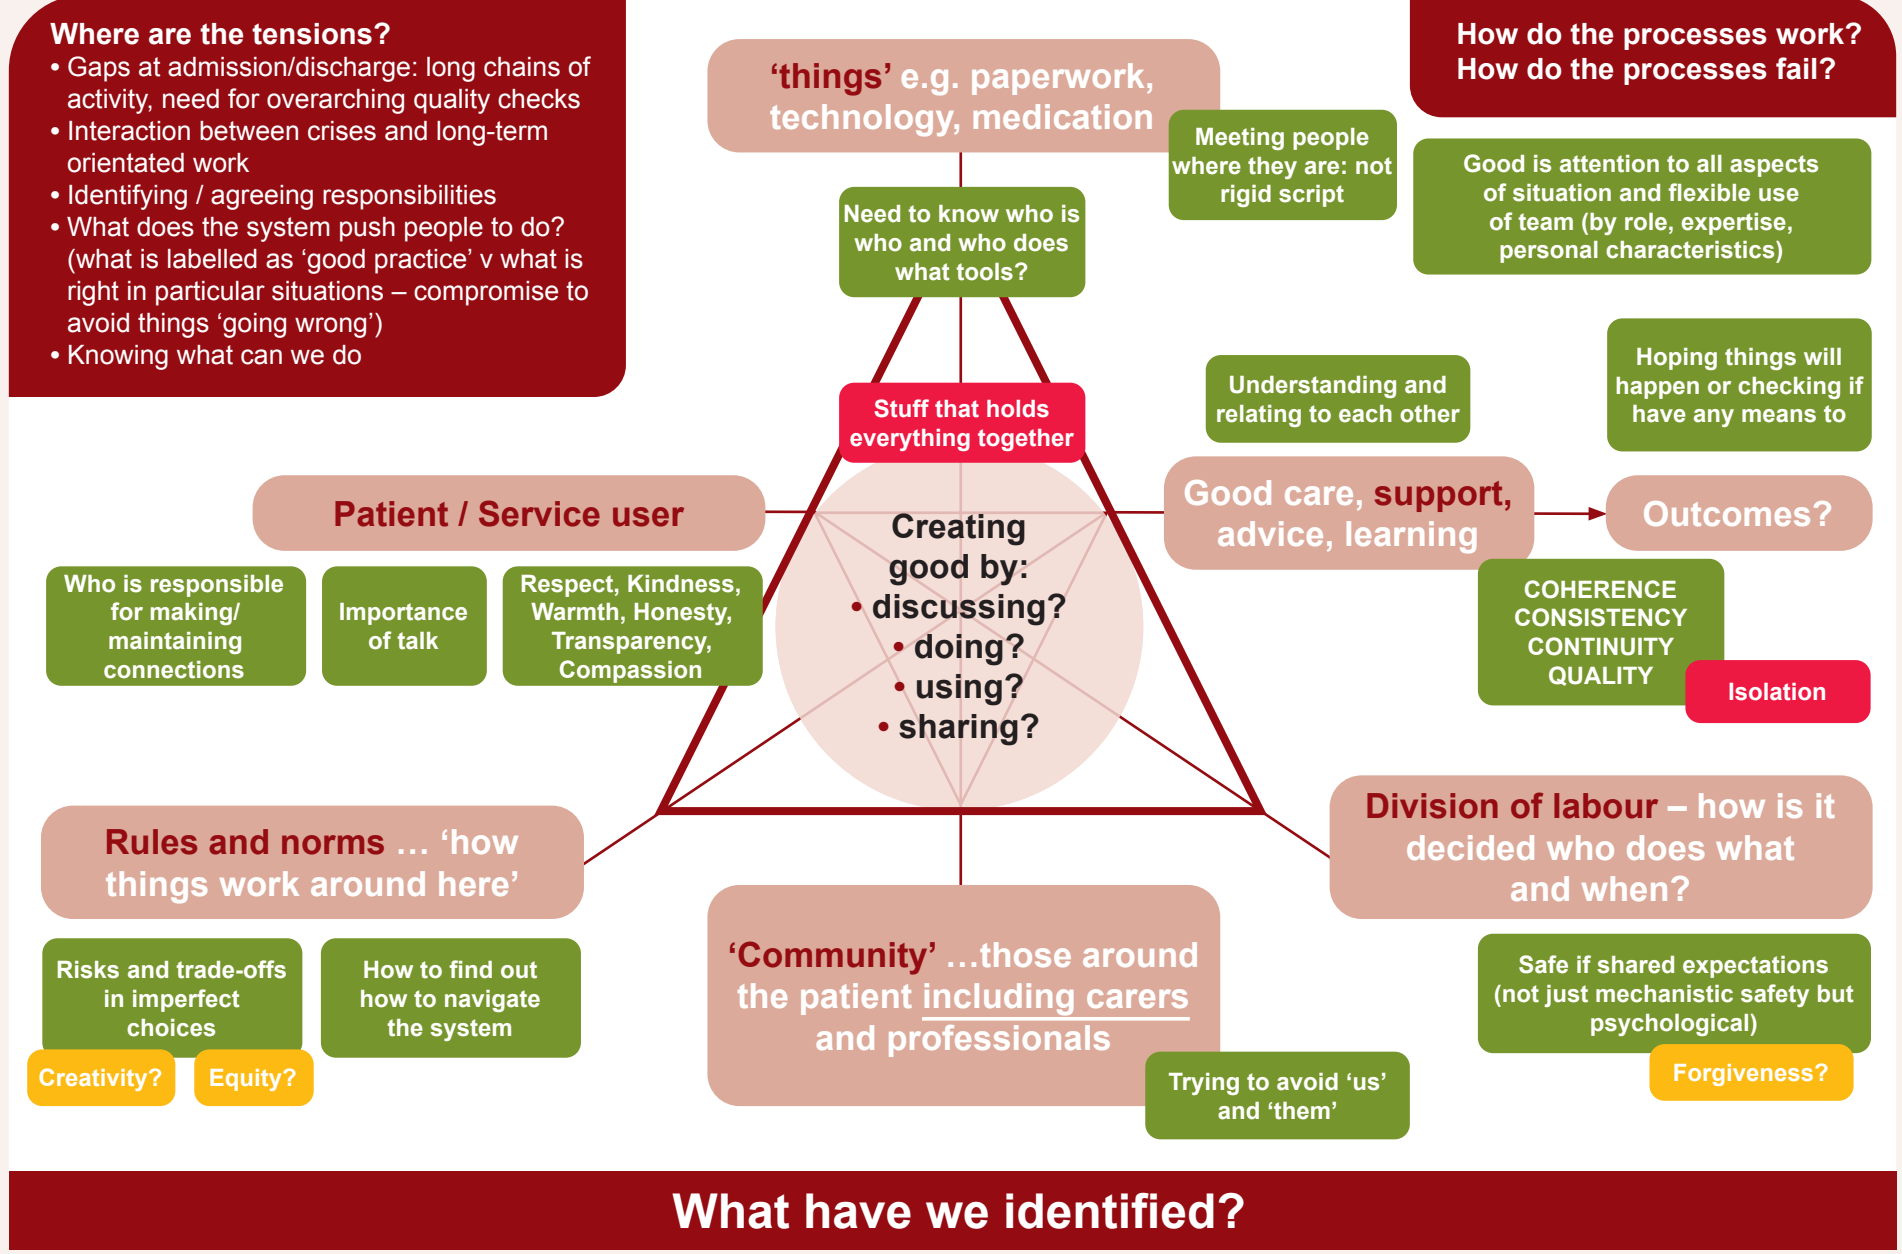 Where are the tensions?
• Gaps at admission/discharge: long chains of
activity, need for overarching quality checks
• Interaction between crises and long-term
orientated work
• Identifying / agreeing responsibilities
• What does the system push people to do?
(what is labelled as ‘good practice’ v what is
right in particular situations – compromise to
avoid things ‘going wrong’)
• Knowing what can we do
‘things’ e.g. paperwork,
technology, medication
How do the processes work?
How do the processes fail?
Meeting people
where they are: not
rigid script
Good is attention to all aspects
of situation and flexible use
of team (by role, expertise,
personal characteristics)
Need to know who is
who and who does
what tools?
Stuff that holds
everything together
Understanding and
relating to each other
Hoping things will
happen or checking if
have any means to
Patient / Service user
Good care, support,
advice, learning
Outcomes?
Who is responsible
for making/
maintaining
connections
Importance
of talk
Respect, Kindness,
Warmth, Honesty,
Transparency,
Compassion
Creating
good by:
• discussing?
• doing?
• using?
• sharing?
COHERENCE
CONSISTENCY
CONTINUITY
QUALITY
Isolation
Rules and norms … ‘how
things work around here’
Division of labour – how is it
decided who does what
and when?
Risks and trade-offs
in imperfect
choices
How to find out
how to navigate
the system
Creativity?
Equity?
‘Community’ …those around
the patient including carers
and professionals
Trying to avoid ‘us’
and ‘them’
Safe if shared expectations
(not just mechanistic safety but
psychological)
Forgiveness?
What have we identified?